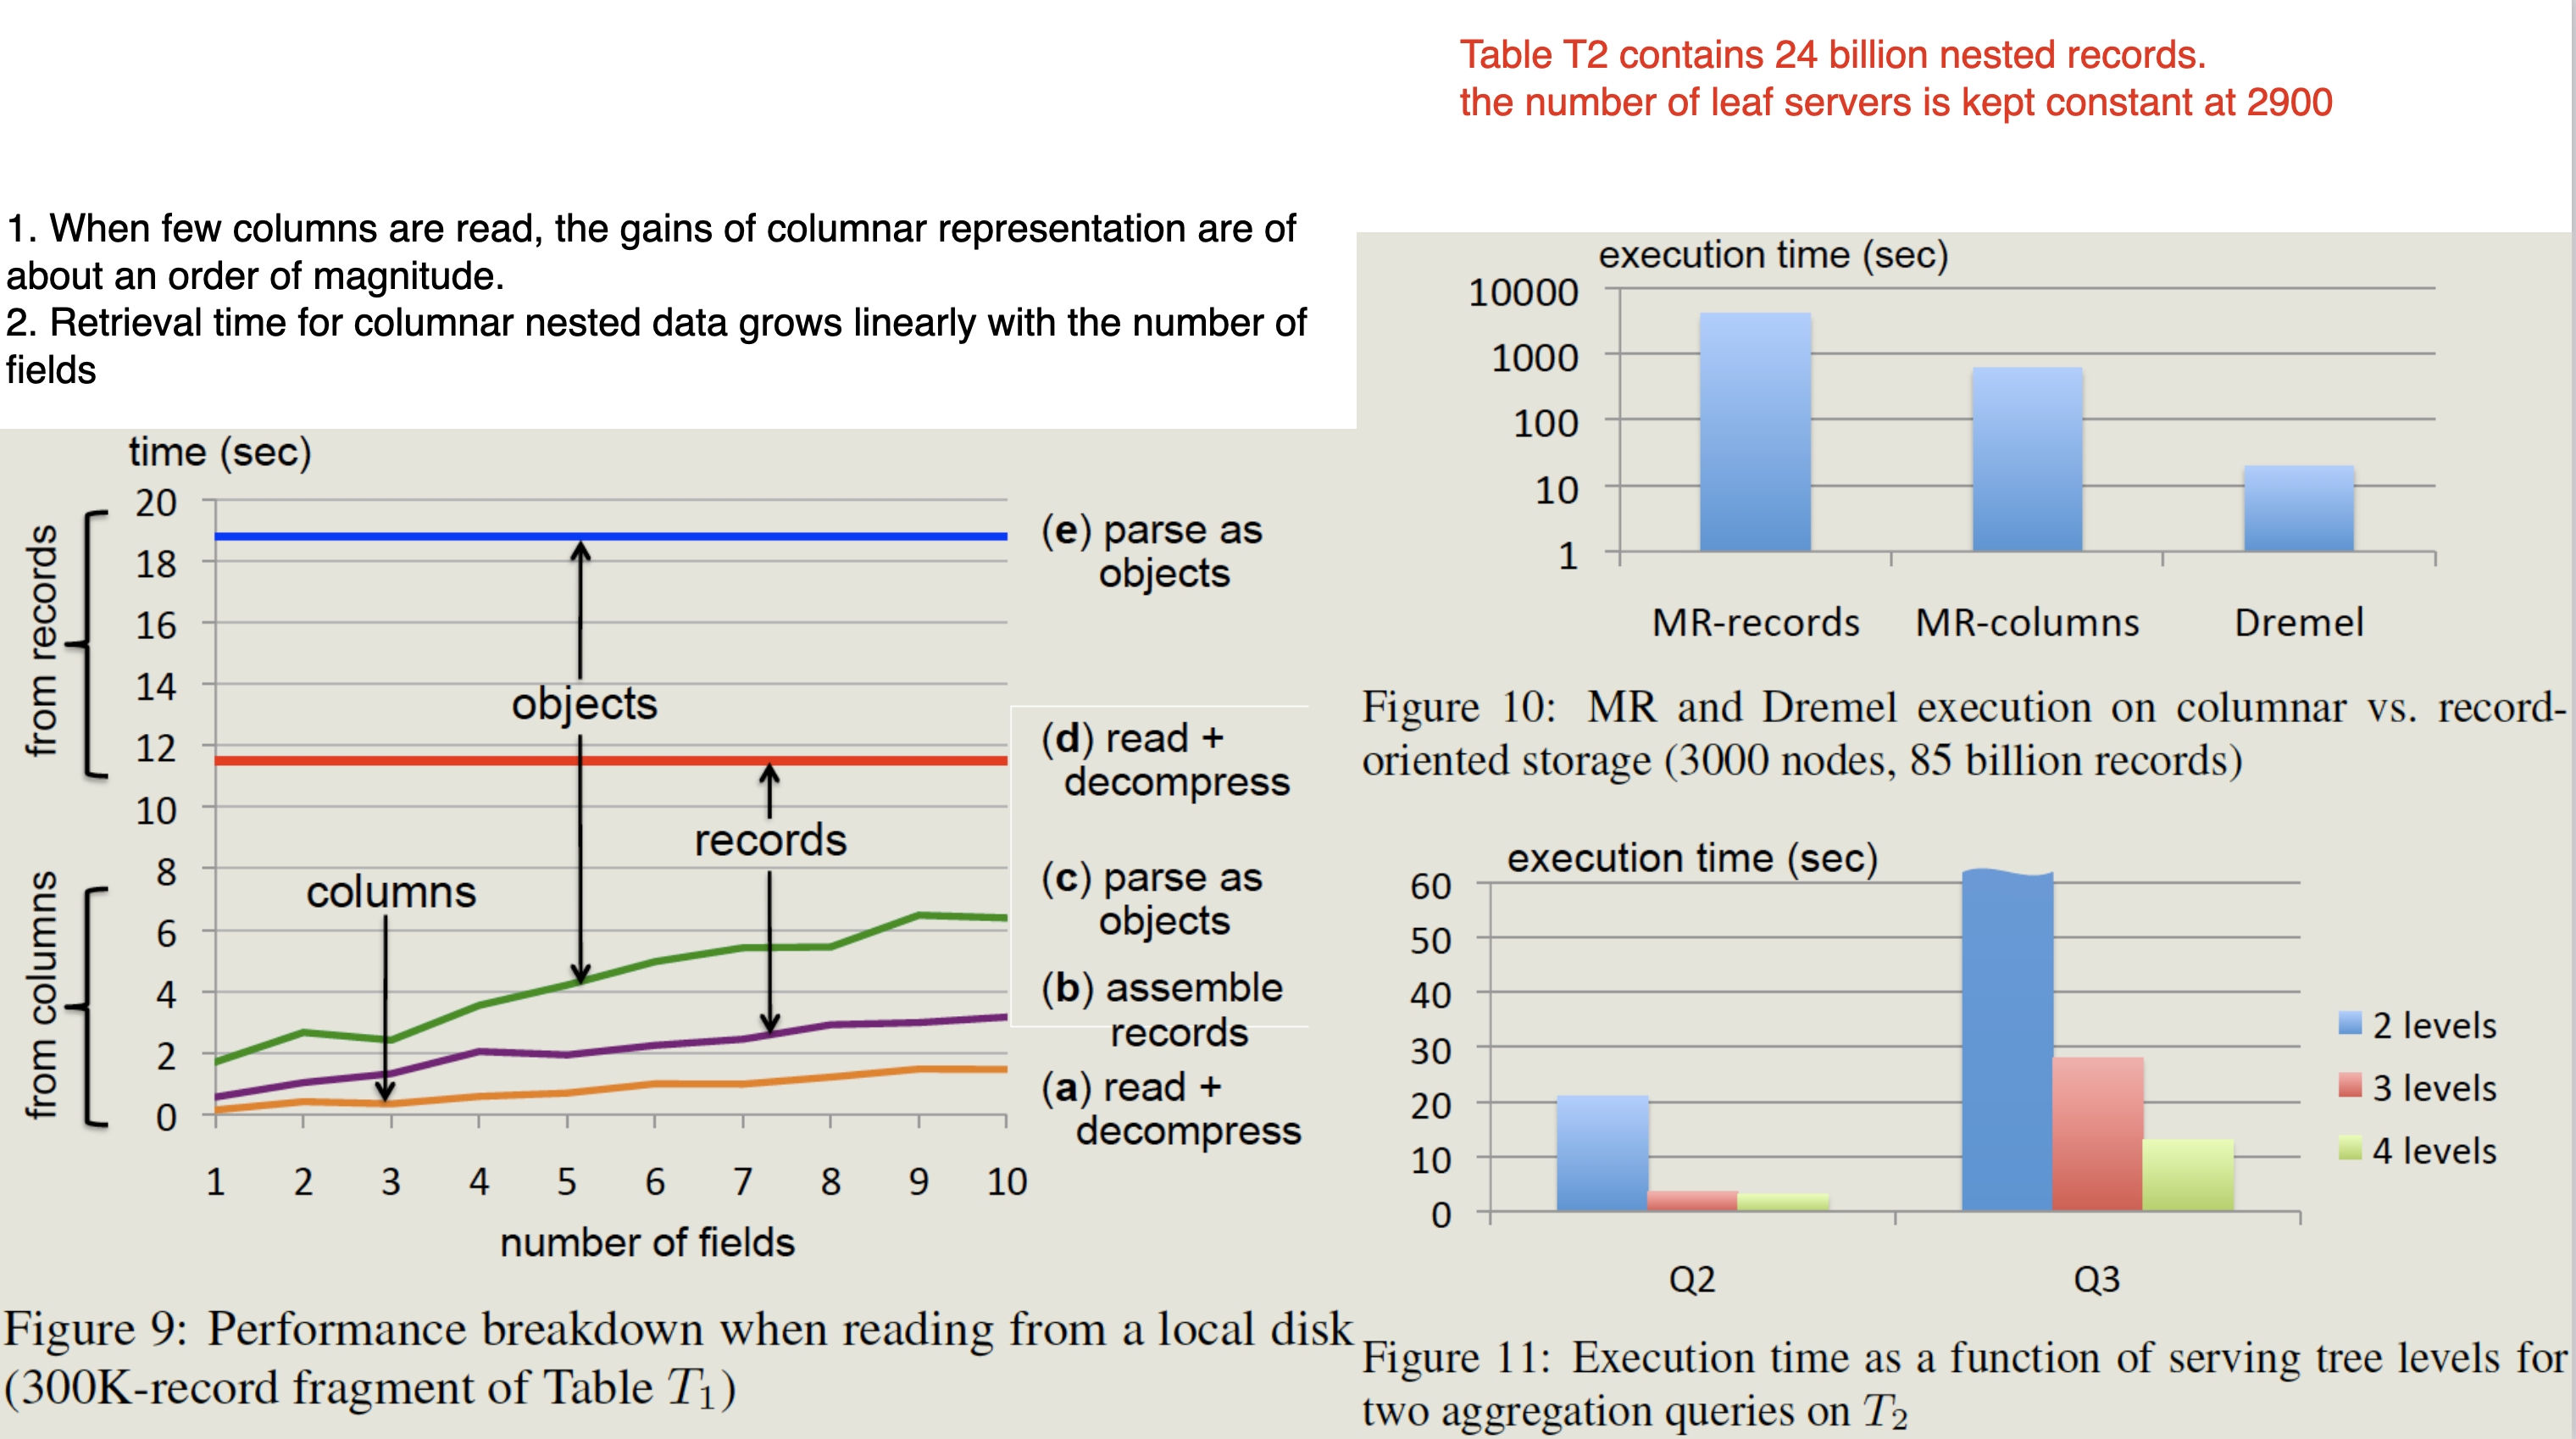 Table T2 contains 24 billion nested records.
the number of leaf servers is kept constant at 2900
1. When few columns are read, the gains of columnar representation are of
about an order of magnitude.
2. Retrieval time for columnar nested data grows linearly with the number of
fields
time (sec)
20
18
16
14
12
10
8
6
4
2
0
from records
from columns
objects
records
columns
(e) parse as
objects
(d) read +
decompress
(c) parse as
objects
(b) assemble
records
(a) read +
decompress
1 2 3 4 5 6 7 8 9 10
number of fields
Figure 9: Performance breakdown when reading from a local disk
(300K-record fragment of Table T1)
execution time (sec)
10000
1000
100
10
1
MR-records MR-columns Dremel
Figure 10: MR and Dremel execution on columnar vs. record-
oriented storage (3000 nodes, 85 billion records)
execution time (sec)
60
50
40
30
20
10
0
2 levels
3 levels
4 levels
Q2 Q3
Figure 11: Execution time as a function of serving tree levels for
two aggregation queries on T2